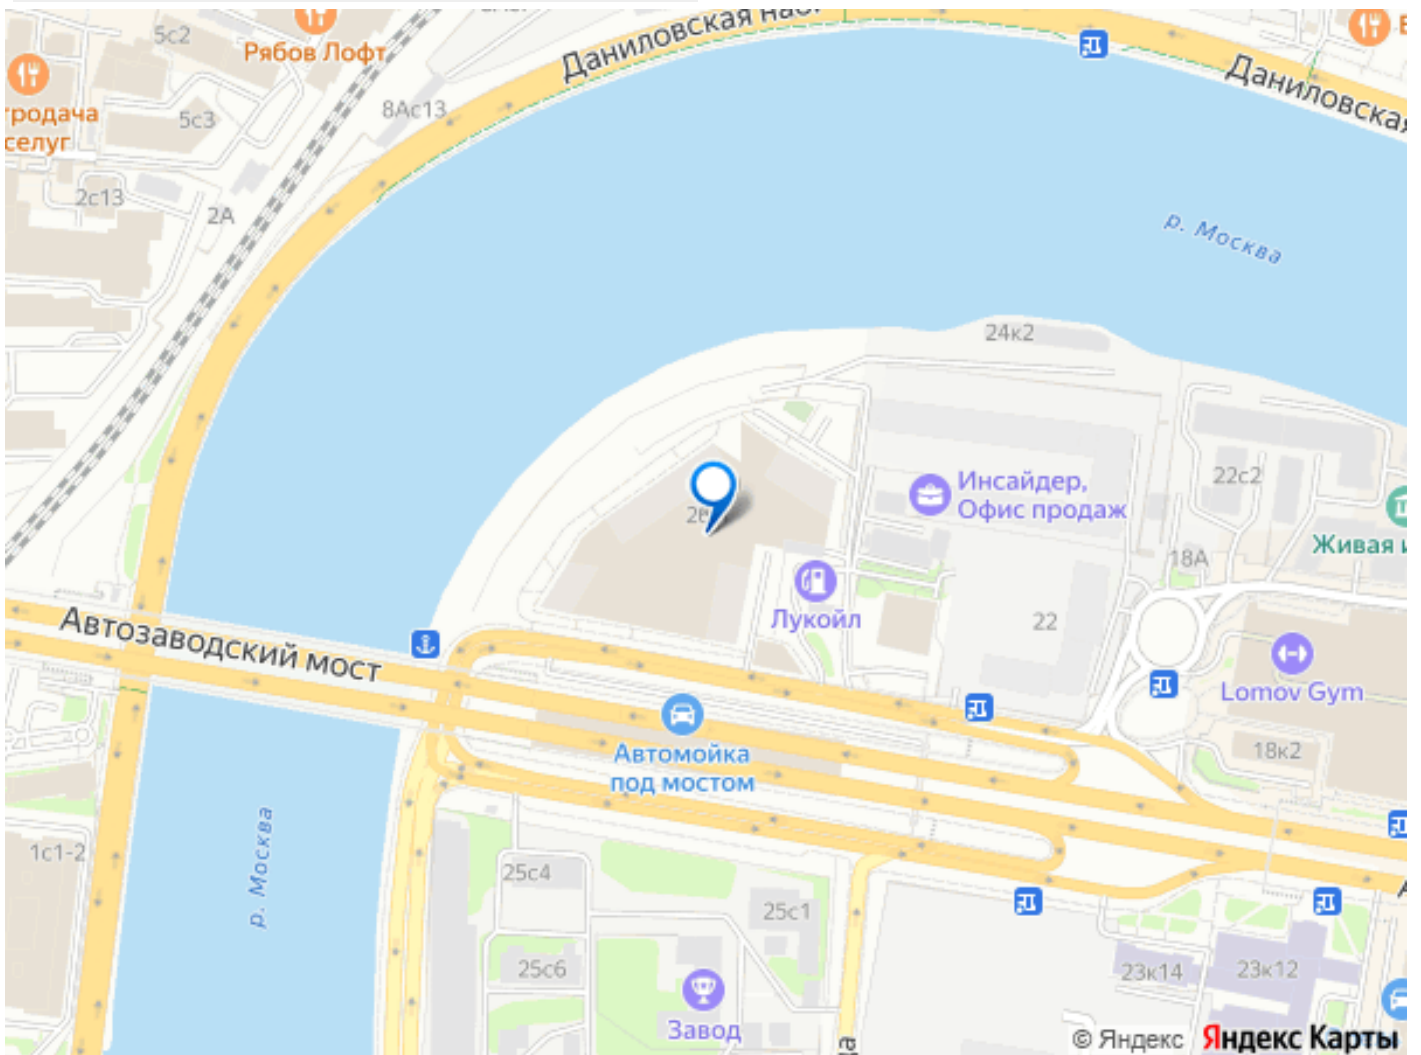 5с2
Рябов Лофт
Даниловская наб.
Даниловская
8Ас13
5с3
гродача
селуг
2с13
2А
р. Москва
24к2
Инсайдер,
Офис продаж
22с2
Живая и
18А
Лукойл
22
Автозаводский мост
Lomov Gym
Автомойка
под мостом
18к2
1с1-2
р. Москва
25с4
25с1
25с6
23к14
23к12
Завод
© Яндекс Яндекс Карты